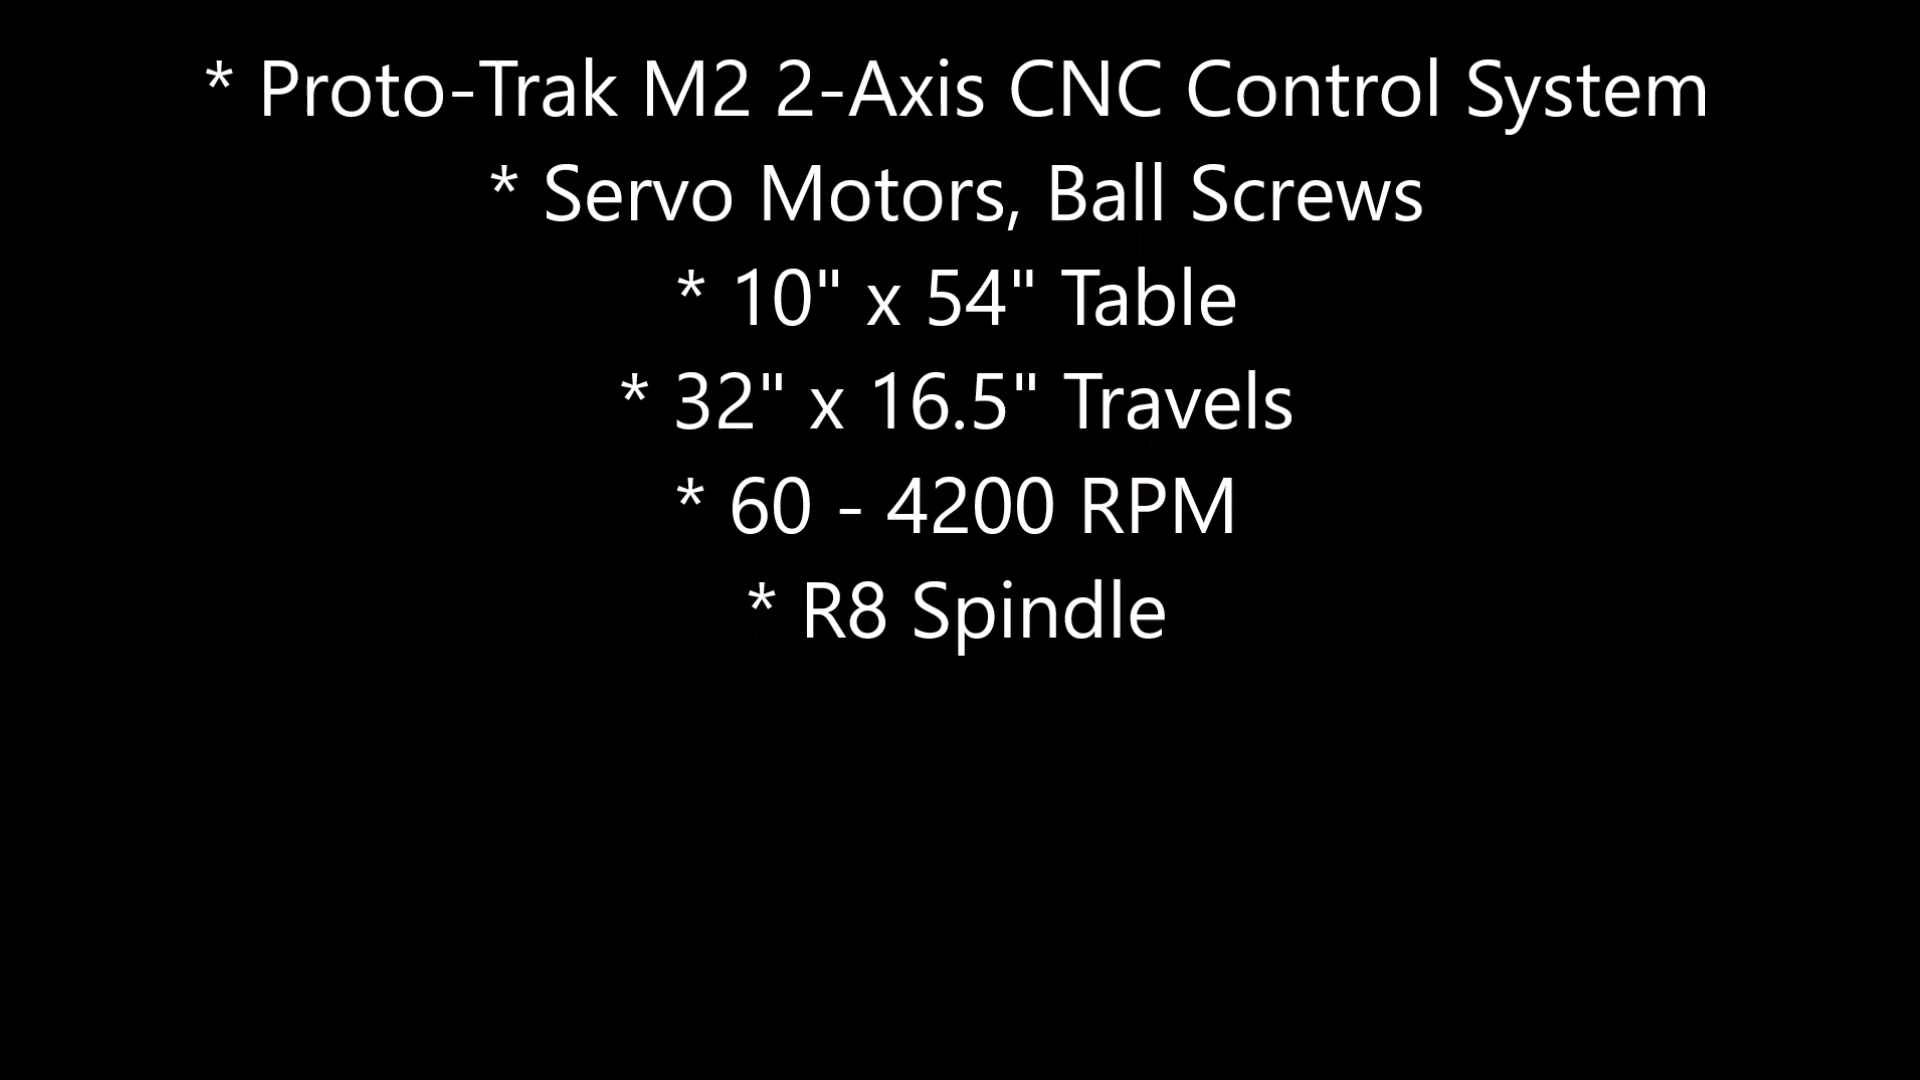 * Proto-Trak M2 2-Axis CNC Control System
* Servo Motors, Ball Screws
* 10" x 54" Table
* 32" x 16.5" Travels
* 60 - 4200 RPM
* R8 Spindle